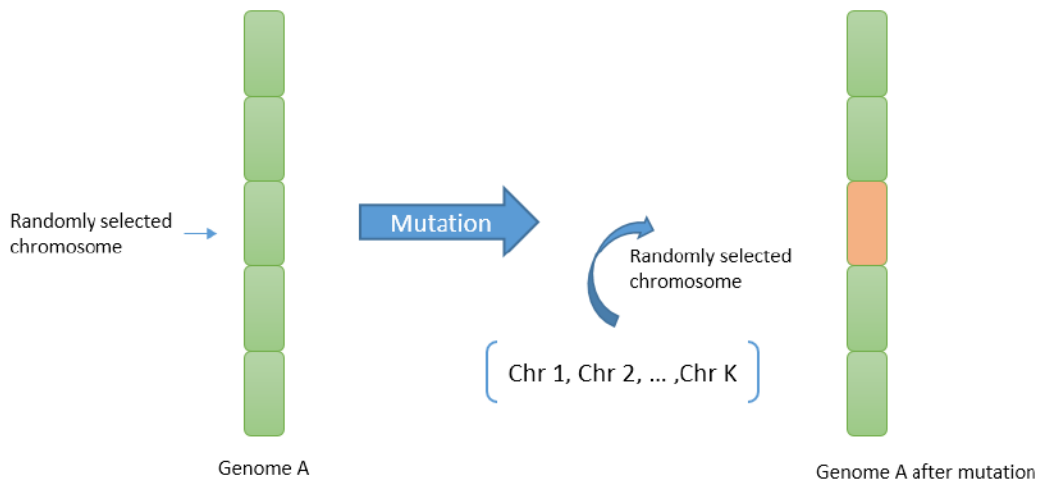 Randomly selected
chromosome
Mutation
Randomly selected
chromosome
Chr 1, Chr 2, ... ,Chr K
Genome A
Genome A after mutation